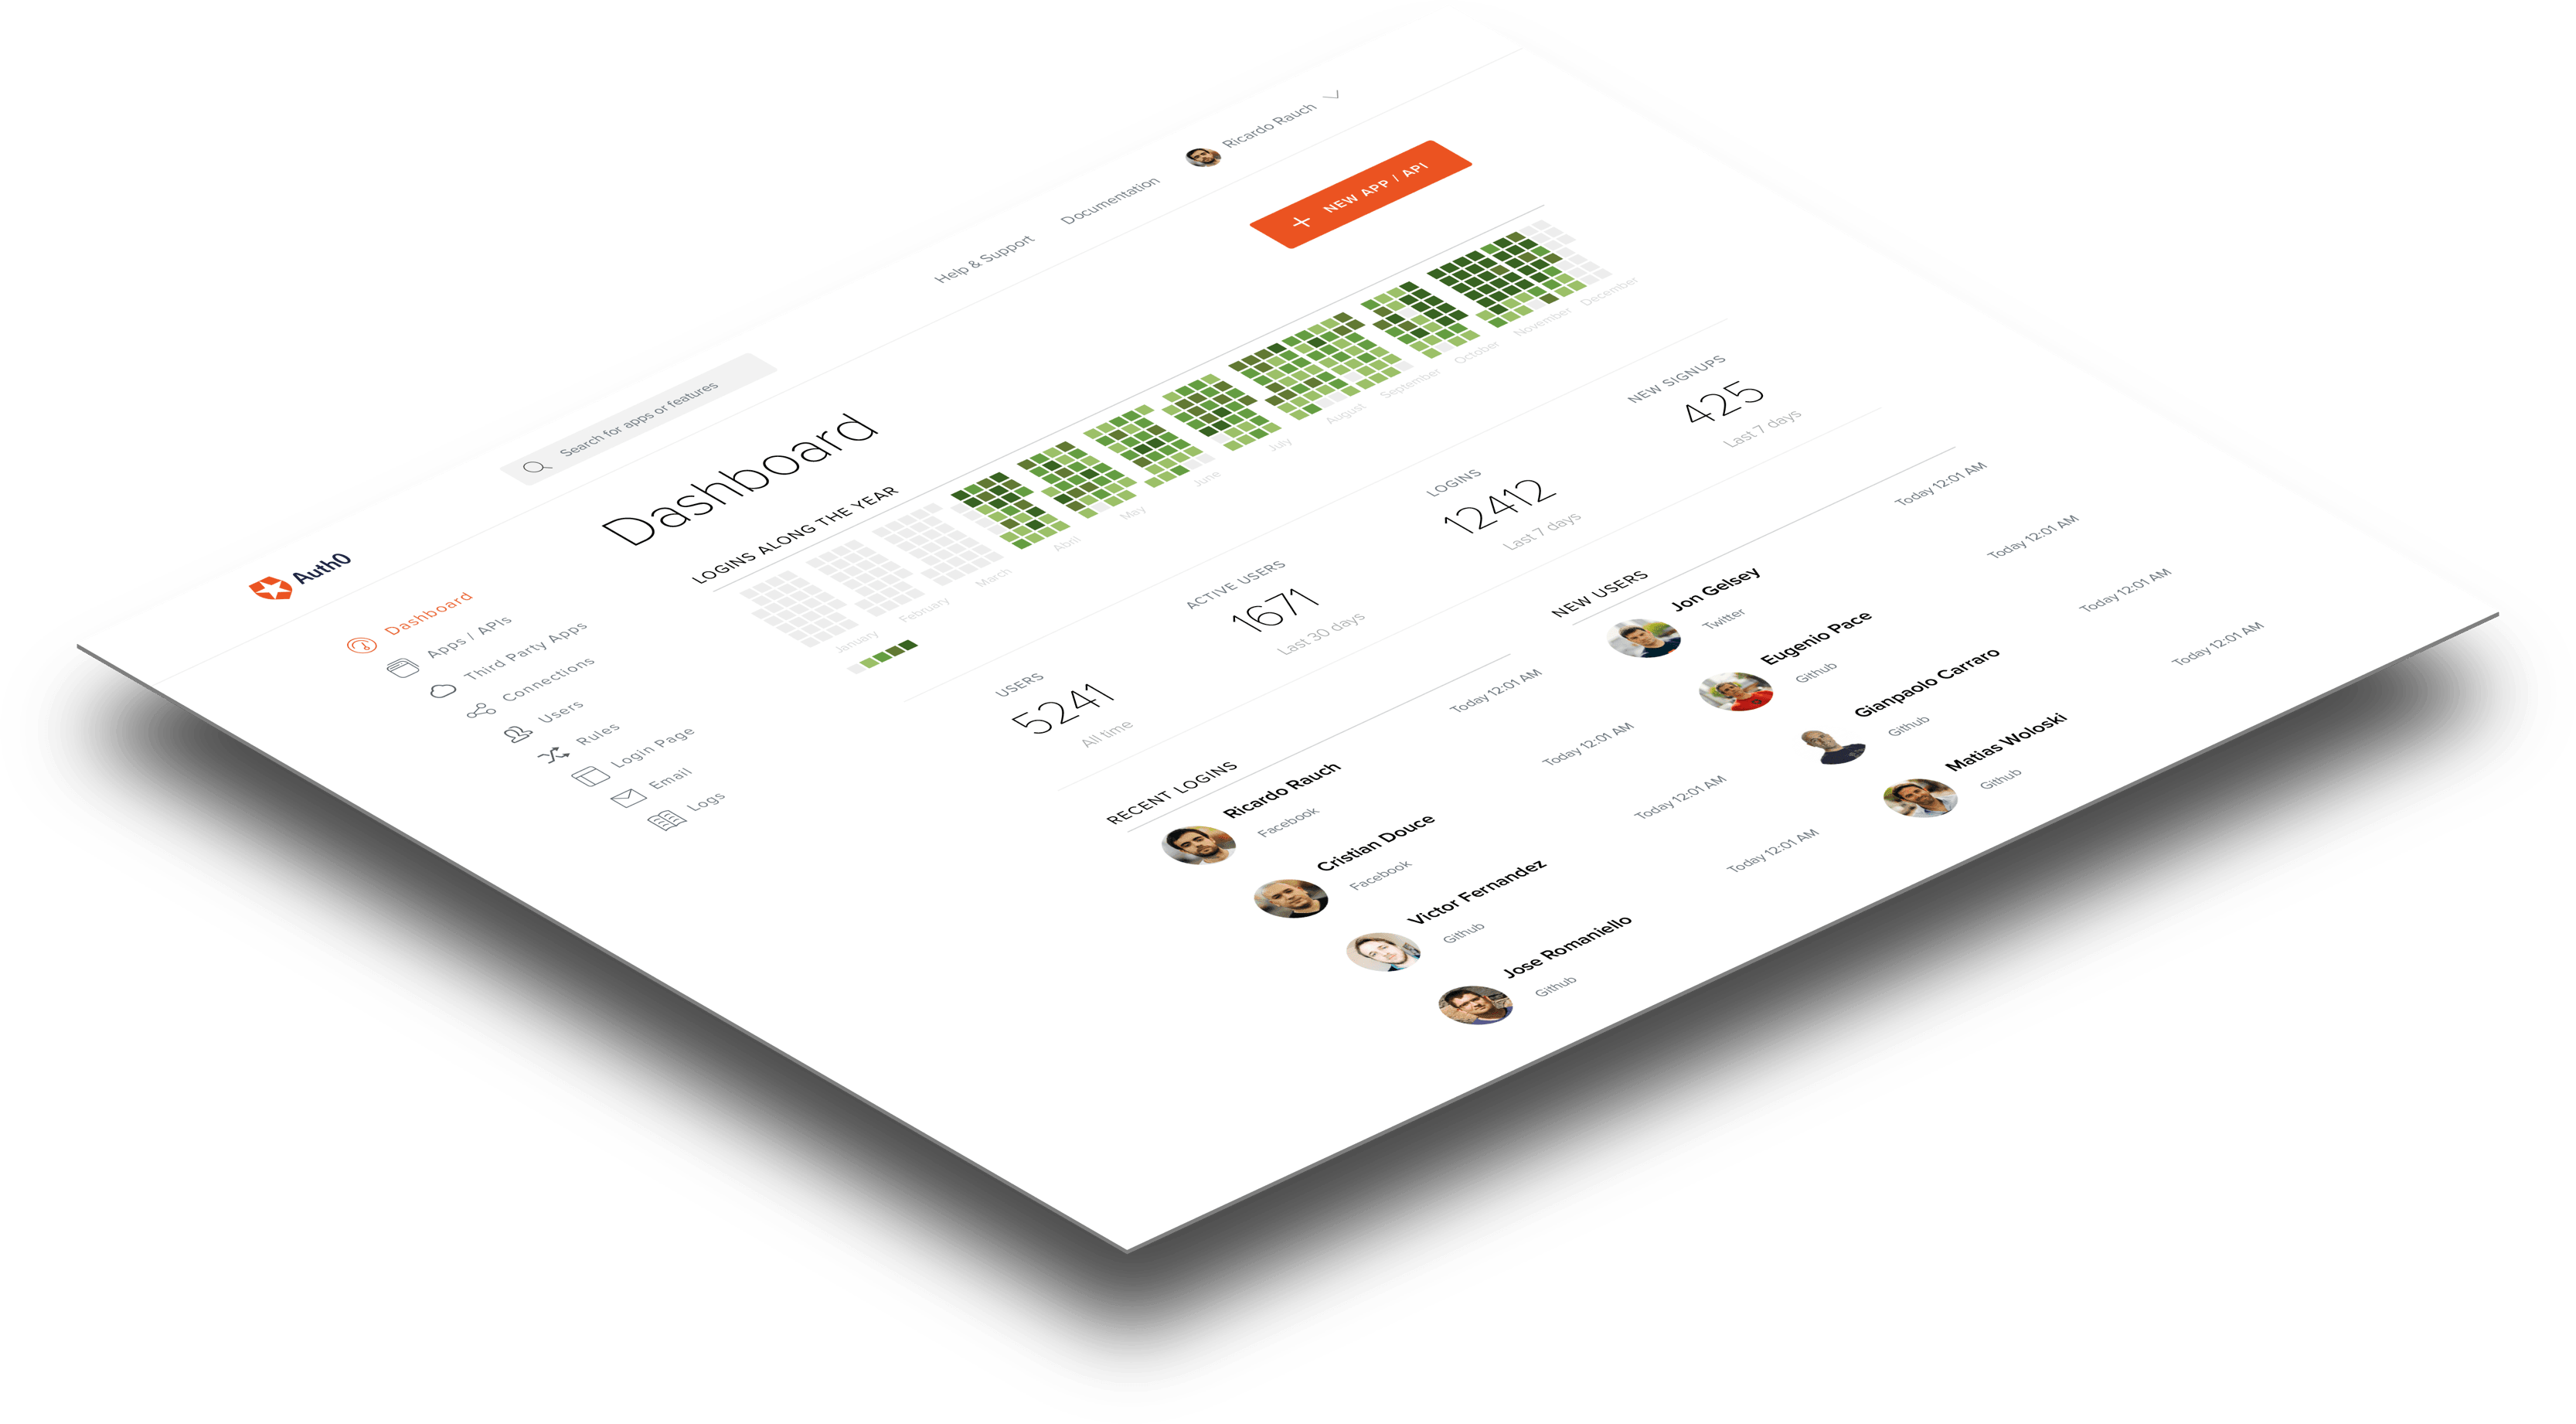 Auth0
Search for apps or features
Help & Support
Documentation
Ricardo Rauch
Dashboard
Apps / APIs
Third Party Apps
Connections
Users
Rules
Login Page
Email
Logs
Dashboard
+ NEW APP / API
LOGINS ALONG THE YEAR
January
February
March
Abril
May
June
July
August
September
October
November
December
USERS
5241
All time
ACTIVE USERS
1671
Last 30 days
LOGINS
12412
Last 7 days
NEW SIGNUPS
425
Last 7 days
RECENT LOGINS
Ricardo Rauch
Facebook
Today 12:01 AM
Cristian Douce
Facebook
Today 12:01 AM
Victor Fernandez
Github
Today 12:01 AM
Jose Romaniello
Github
Today 12:01 AM
NEW USERS
Jon Gelsey
Twitter
Today 12:01 AM
Eugenio Pace
Github
Today 12:01 AM
Gianpaolo Carraro
Github
Today 12:01 AM
Matias Woloski
Github
Today 12:01 AM